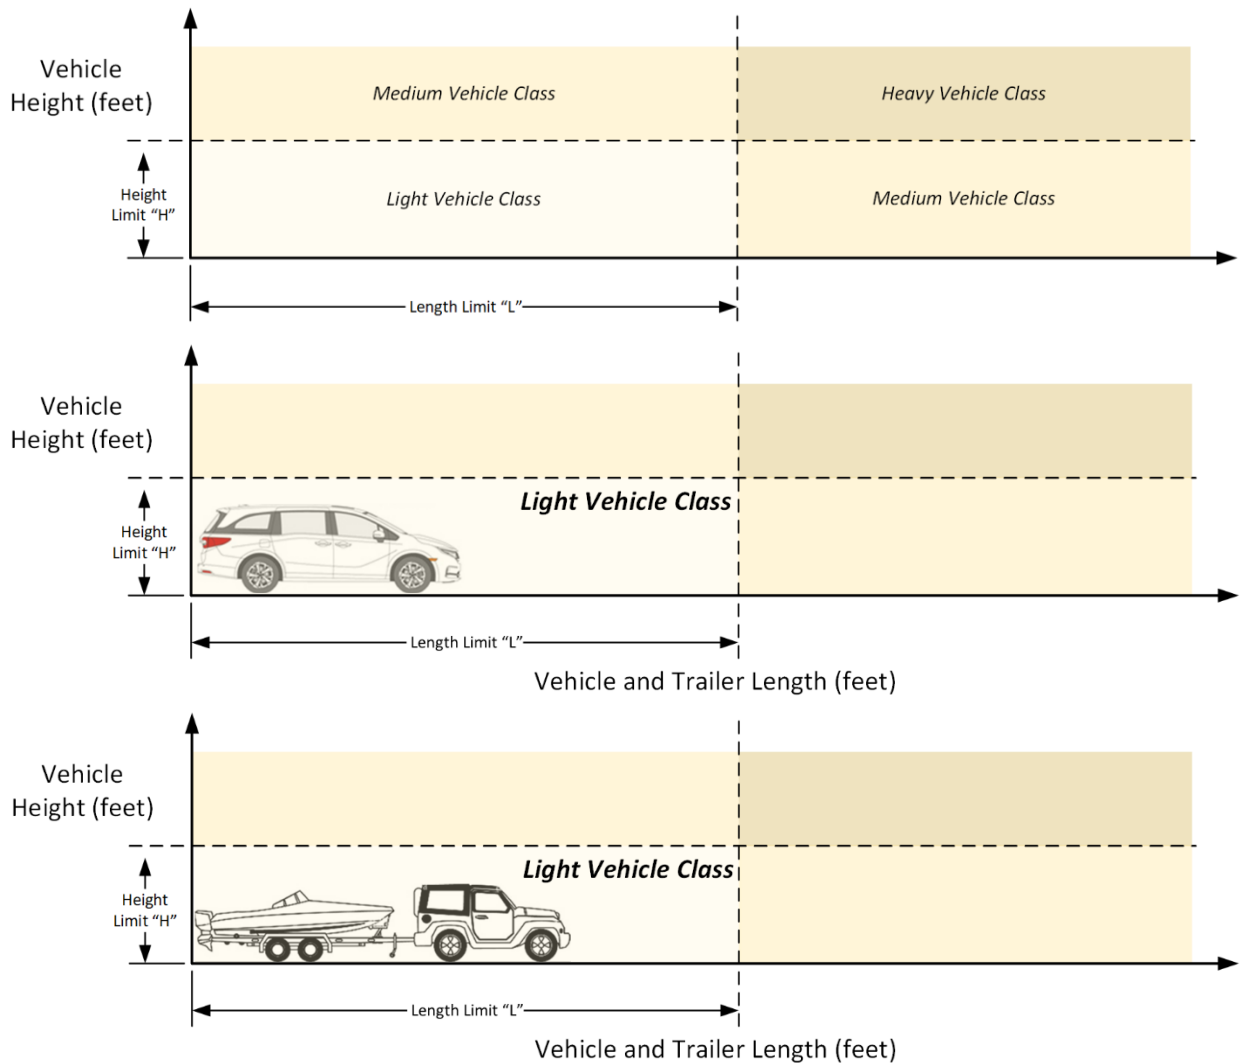 Vehicle
Height (feet)
Medium Vehicle Class
Heavy Vehicle Class
Height
Limit “H”
Light Vehicle Class
Medium Vehicle Class
Length Limit “L”
Vehicle
Height (feet)
Light Vehicle Class
Height
Limit “H”
Length Limit “L”
Vehicle and Trailer Length (feet)
Vehicle
Height (feet)
Light Vehicle Class
Height
Limit “H”
Length Limit “L”
Vehicle and Trailer Length (feet)